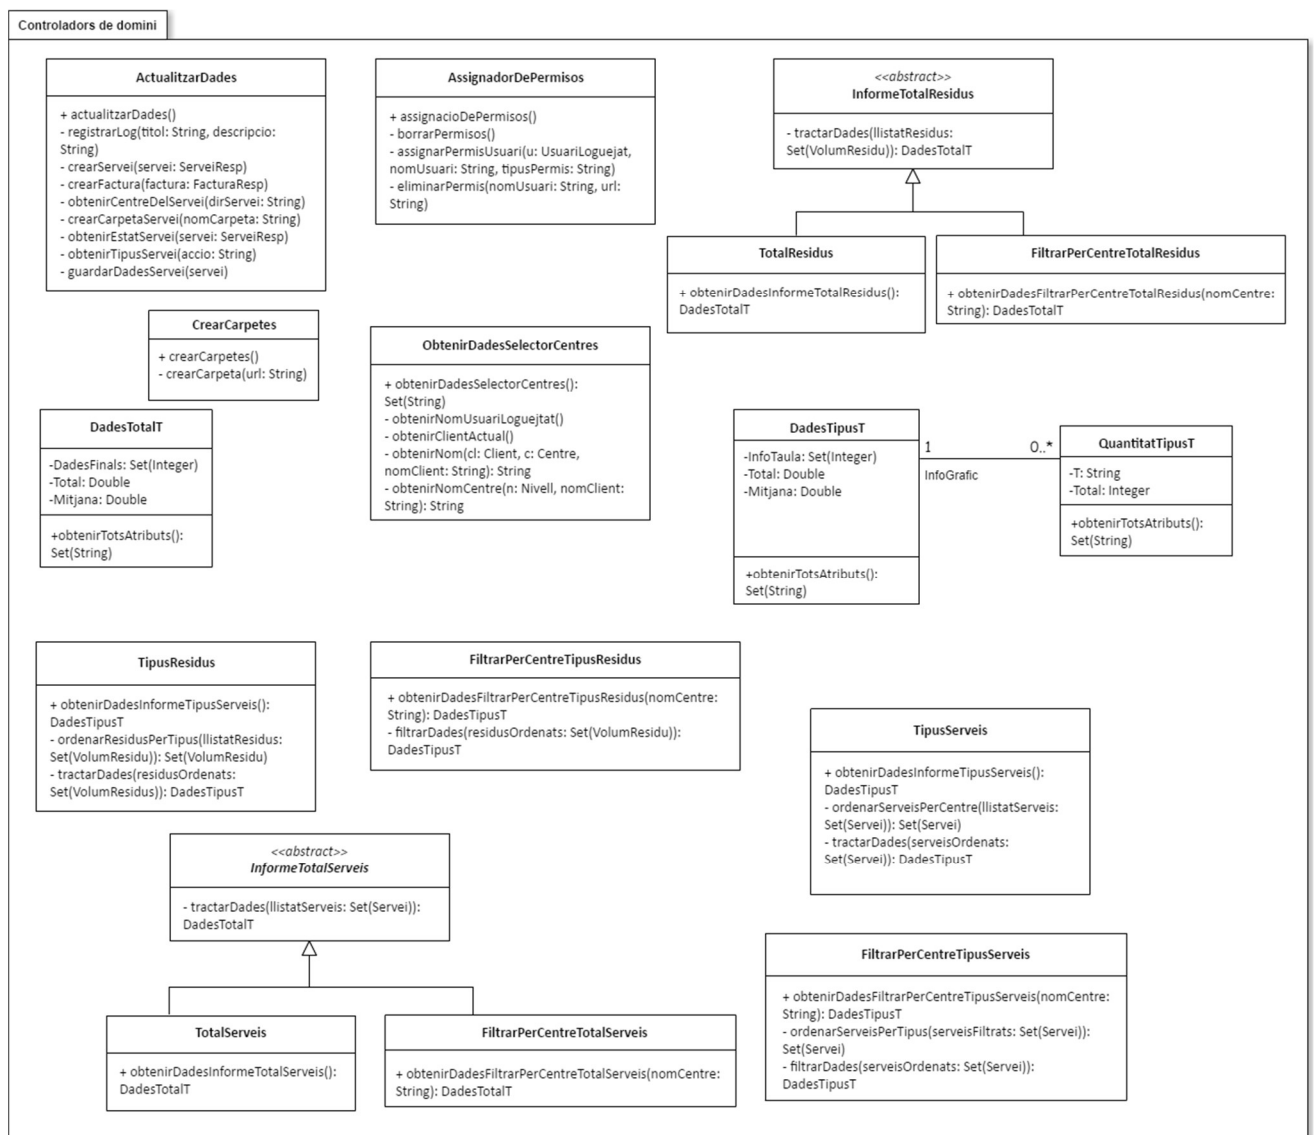 Controladors de domini
ActualitzarDades
+ actualitzarDades()
- registrarLog(titol: String, descripcio:
String)
- crearServei(servei: ServeiResp)
- crearFactura(factura: FacturaResp)
- obtenirCentreDelServei(dirServei: String)
- crearCarpetaServei(nomCarpeta: String)
- obtenirEstatServei(servei: ServeiResp)
- obtenirTipusServei(accio: String)
- guardarDadesServei(servei)
AssignadorDePermisos
+ assignacioDePermisos()
- borrarPermisos()
- assignarPermisUsuari(u: UsuariLoguejat,
nomUsuari: String, tipusPermis: String)
- eliminarPermis(nomUsuari: String, url:
String)
<<abstract>>
InformeTotalResidus
- tractarDades(llistatResidus:
Set(VolumResidu)): DadesTotalT
TotalResidus
+ obtenirDadesInformeTotalResidus():
DadesTotalT
FiltrarPerCentreTotalResidus
+ obtenirDadesFiltrarPerCentreTotalResidus(nomCentre:
String): DadesTotalT
CrearCarpetes
+ crearCarpetes()
- crearCarpeta(url: String)
ObtenirDadesSelectorCentres
+ obtenirDadesSelectorCentres():
Set(String)
- obtenirNomUsuariLoguejtat()
- obtenirClientActual()
- obtenirNom(cl: Client, c: Centre,
nomClient: String): String
- obtenirNomCentre(n: Nivell, nomClient:
String): String
DadesTotalT
-DadesFinals: Set(Integer)
-Total: Double
-Mitjana: Double
+obtenirTotsAtributs():
Set(String)
DadesTipusT
-InfoTaula: Set(Integer)
-Total: Double
-Mitjana: Double
+obtenirTotsAtributs():
Set(String)
1
0..*
InfoGrafic
QuantitatTipusT
-T: String
-Total: Integer
+obtenirTotsAtributs():
Set(String)
TipusResidus
+ obtenirDadesInformeTipusServeis():
DadesTipusT
- ordenarResidusPerTipus(llistatResidus:
Set(VolumResidu)): Set(VolumResidu)
- tractarDades(residusOrdenats:
Set(VolumResidus)): DadesTipusT
FiltrarPerCentreTipusResidus
+ obtenirDadesFiltrarPerCentreTipusResidus(nomCentre:
String): DadesTipusT
- filtrarDades(residusOrdenats: Set(VolumResidu)):
DadesTipusT
TipusServeis
+ obtenirDadesInformeTipusServeis():
DadesTipusT
- ordenarServeisPerCentre(llistatServeis:
Set(Servei)): Set(Servei)
- tractarDades(serveisOrdenats:
Set(Servei)): DadesTipusT
<<abstract>>
InformeTotalServeis
- tractarDades(llistatServeis: Set(Servei)):
DadesTotalT
TotalServeis
+ obtenirDadesInformeTotalServeis():
DadesTotalT
FiltrarPerCentreTotalServeis
+ obtenirDadesFiltrarPerCentreTotalServeis(nomCentre:
String): DadesTotalT
FiltrarPerCentreTipusServeis
+ obtenirDadesFiltrarPerCentreTipusServeis(nomCentre:
String): DadesTipusT
- ordenarServeisPerTipus(serveisFiltrats: Set(Servei)):
Set(Servei)
- filtrarDades(serveisOrdenats: Set(Servei)):
DadesTipusT